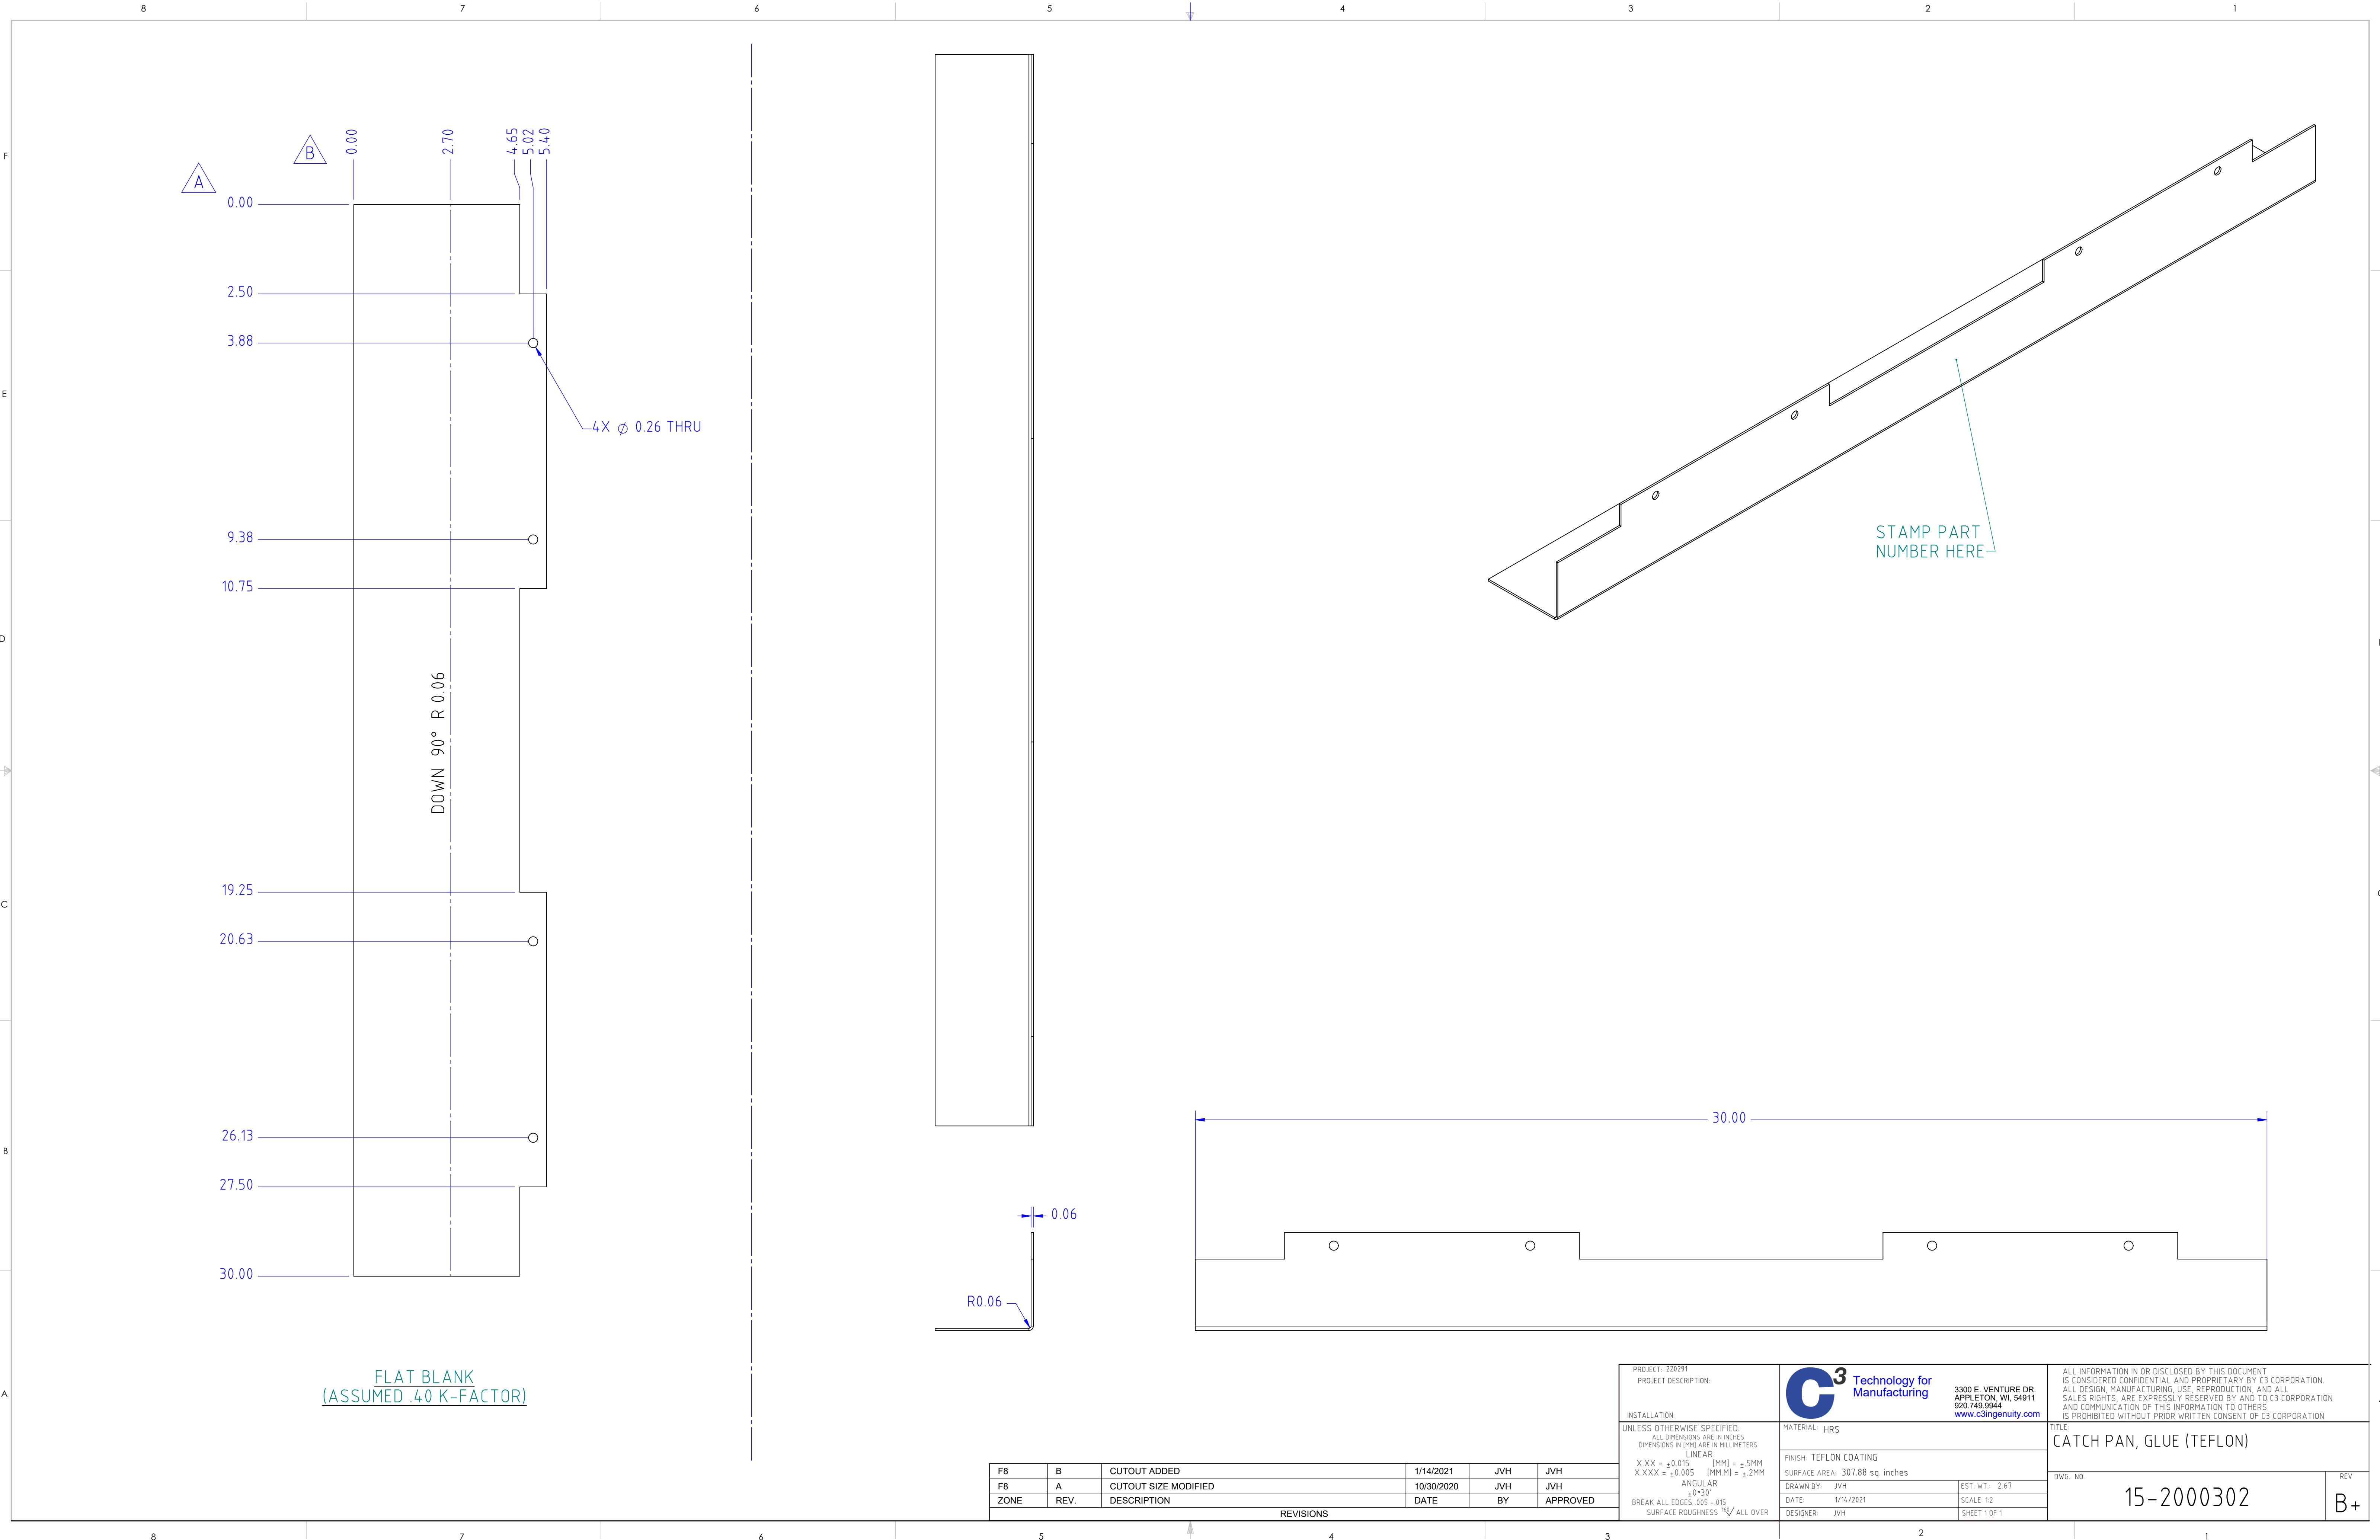 8 7 6 5 4 3 2 1
F
E
D
C
B
A
A
B
0.00
2.70
4.65
5.02
5.40
0.00
2.50
3.88
4X ⌀ 0.26 THRU
9.38
10.75
DOWN 90° R 0.06
19.25
20.63
26.13
27.50
30.00
FLAT BLANK
(ASSUMED .40 K-FACTOR)
STAMP PART
NUMBER HERE
30.00
0.06
R0.06
F8 B CUTOUT ADDED 1/14/2021 JVH JVH
F8 A CUTOUT SIZE MODIFIED 10/30/2020 JVH JVH
ZONE REV. DESCRIPTION DATE BY APPROVED
REVISIONS
PROJECT: 220291
PROJECT DESCRIPTION:
INSTALLATION:
UNLESS OTHERWISE SPECIFIED:
ALL DIMENSIONS ARE IN INCHES
DIMENSIONS IN [MM] ARE IN MILLIMETERS
LINEAR
X.XX = ±0.015 [MM] = ±.5MM
X.XXX = ±0.005 [MM.M] = ±.2MM
ANGULAR
±0°30'
BREAK ALL EDGES .005 -.015
SURFACE ROUGHNESS 160 ALL OVER
C3 Technology for
Manufacturing
3300 E. VENTURE DR.
APPLETON, WI, 54911
920.749.9944
www.c3ingenuity.com
MATERIAL: HRS
FINISH: TEFLON COATING
SURFACE AREA: 307.88 sq. inches
DRAWN BY: JVH EST. WT.: 2.67
DATE: 1/14/2021 SCALE: 1:2
DESIGNER: JVH SHEET 1 OF 1
ALL INFORMATION IN OR DISCLOSED BY THIS DOCUMENT
IS CONSIDERED CONFIDENTIAL AND PROPRIETARY BY C3 CORPORATION.
ALL DESIGN, MANUFACTURING, USE, REPRODUCTION, AND ALL
SALES RIGHTS, ARE EXPRESSLY RESERVED BY AND TO C3 CORPORATION
AND COMMUNICATION OF THIS INFORMATION TO OTHERS
IS PROHIBITED WITHOUT PRIOR WRITTEN CONSENT OF C3 CORPORATION
TITLE:
CATCH PAN, GLUE (TEFLON)
DWG. NO. REV
15-2000302 B+
8 7 6 5 4 3 2 1